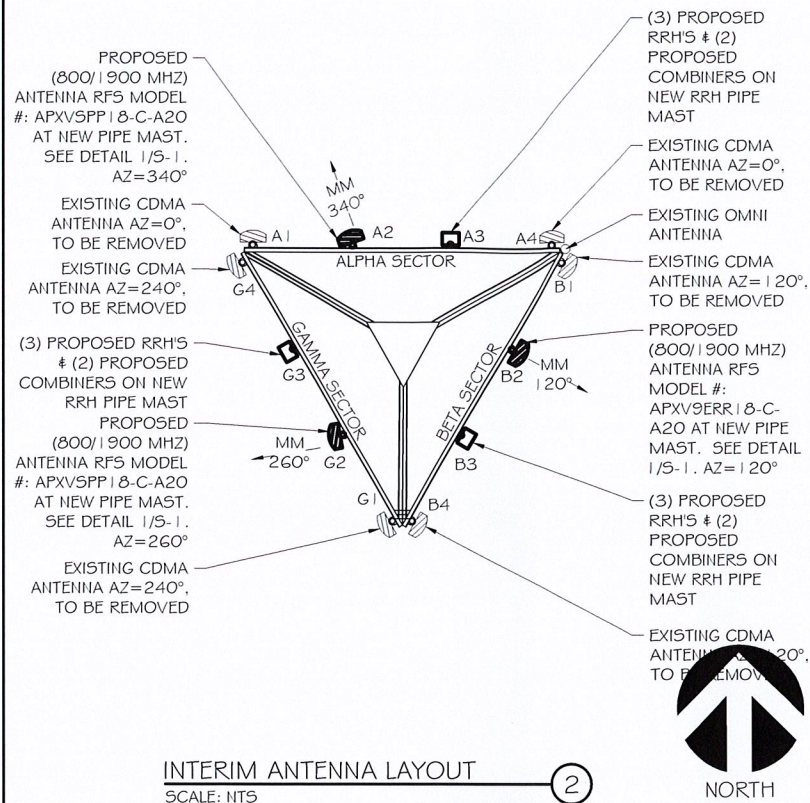 PROPOSED
(800/1900 MHZ)
ANTENNA RFS MODEL
#: APXVSPP18-C-A20
AT NEW PIPE MAST.
SEE DETAIL 1/S-1.
AZ=340°
EXISTING CDMA
ANTENNA AZ=0°,
TO BE REMOVED
EXISTING CDMA
ANTENNA AZ=240°,
TO BE REMOVED
(3) PROPOSED RRH'S
& (2) PROPOSED
COMBINERS ON NEW
RRH PIPE MAST
PROPOSED
(800/1900 MHZ)
ANTENNA RFS MODEL
#: APXVSPP18-C-A20
AT NEW PIPE MAST.
SEE DETAIL 1/S-1.
AZ=260°
EXISTING CDMA
ANTENNA AZ=240°,
TO BE REMOVED
MM
340°
A1
A2
A3
A4
ALPHA SECTOR
G4
B1
G3
GAMMA SECTOR
BETA SECTOR
B2
MM
120°
MM
260°
G2
B3
G1
B4
(3) PROPOSED
RRH'S & (2)
PROPOSED
COMBINERS ON
NEW RRH PIPE
MAST
EXISTING CDMA
ANTENNA AZ=0°,
TO BE REMOVED
EXISTING OMNI
ANTENNA
EXISTING CDMA
ANTENNA AZ=120°,
TO BE REMOVED
PROPOSED
(800/1900 MHZ)
ANTENNA RFS
MODEL #:
APXV9ERR18-C-
A20 AT NEW PIPE
MAST. SEE DETAIL
1/S-1. AZ=120°
(3) PROPOSED
RRH'S & (2)
PROPOSED
COMBINERS ON
NEW RRH PIPE
MAST
EXISTING CDMA
20°,
TO
INTERIM ANTENNA LAYOUT
2
SCALE: NTS
NORTH